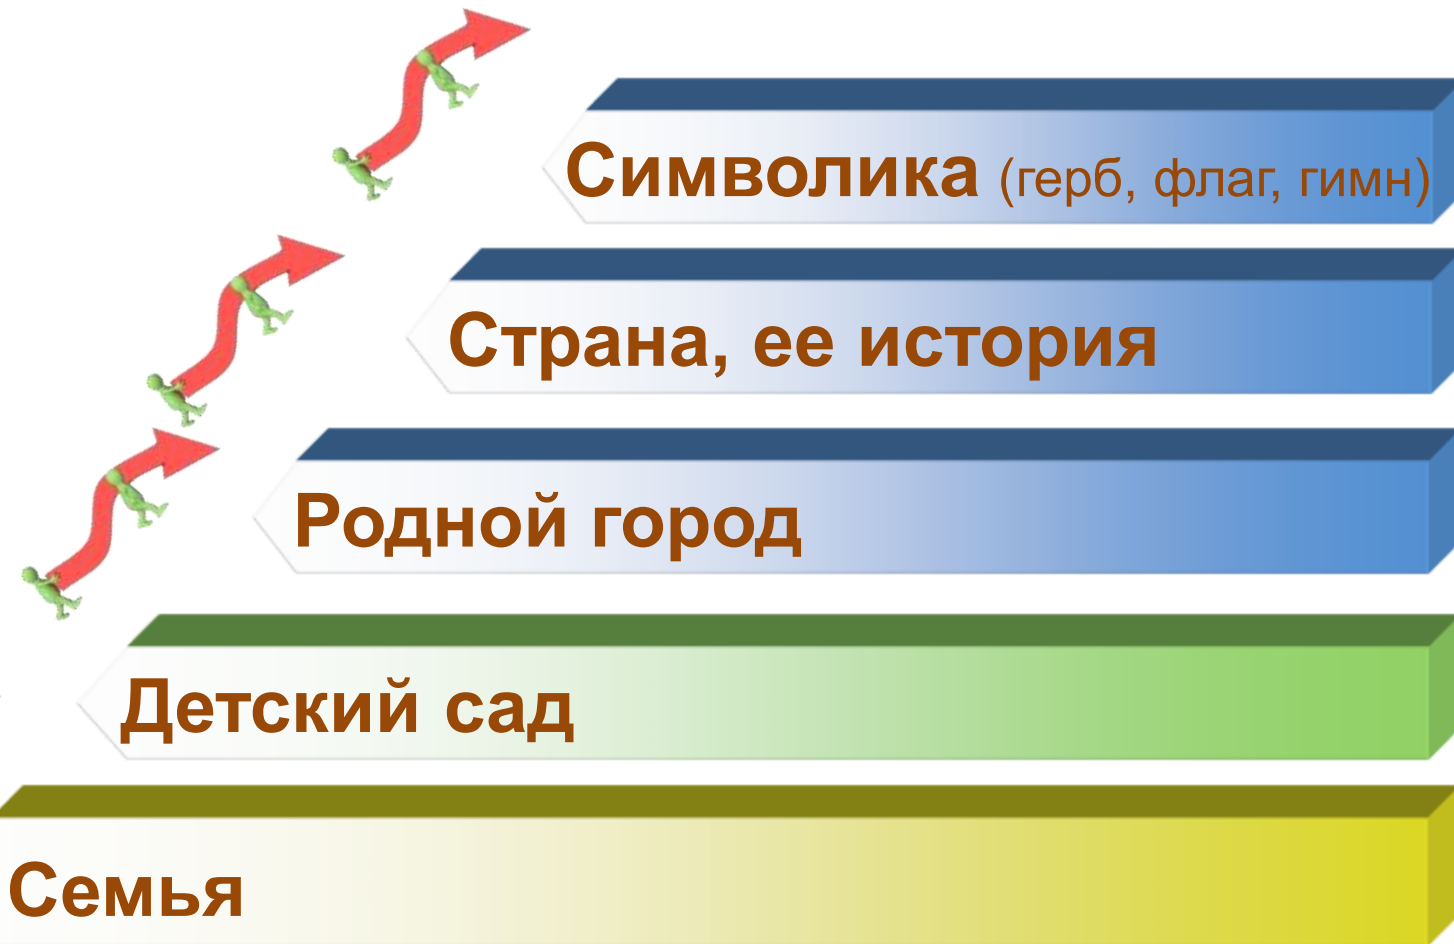 Символика (герб, флаг, гимн)
Страна, ее история
Родной город
Детский сад
Семья